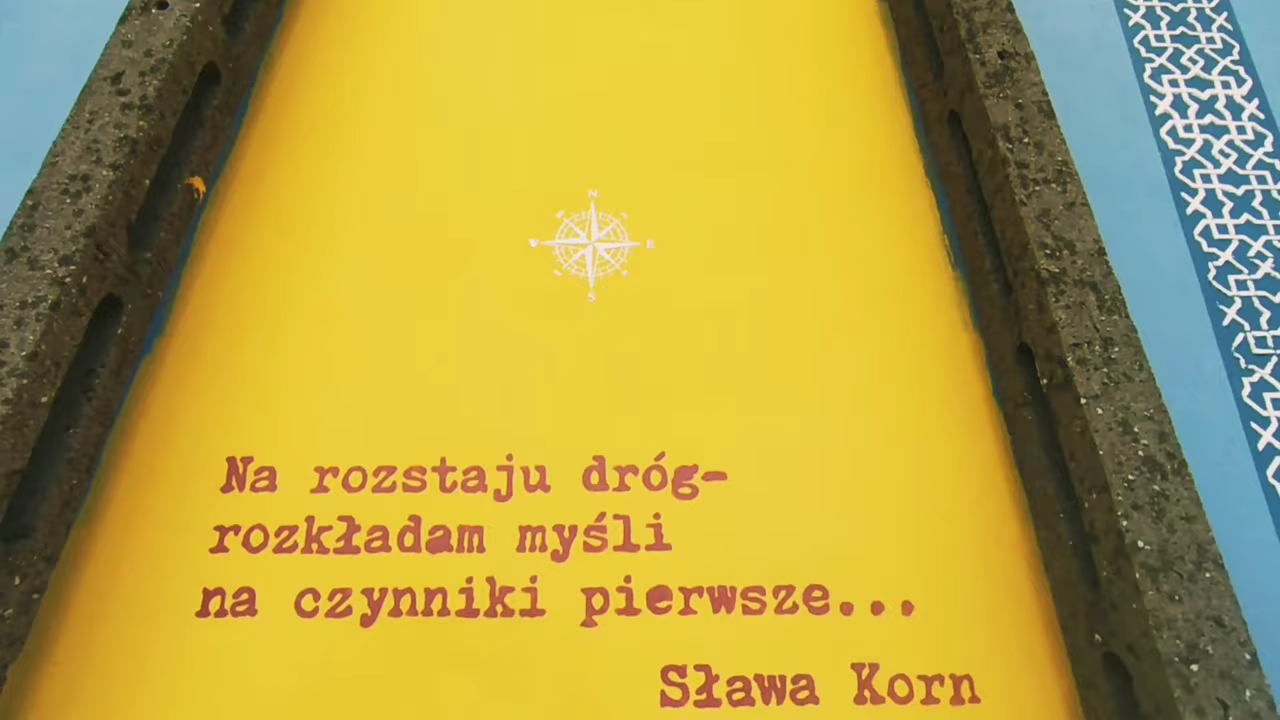 N
E
S
Na rozstaju dróg-
rozkładam myśli
na czynniki pierwsze...
Sława Korn